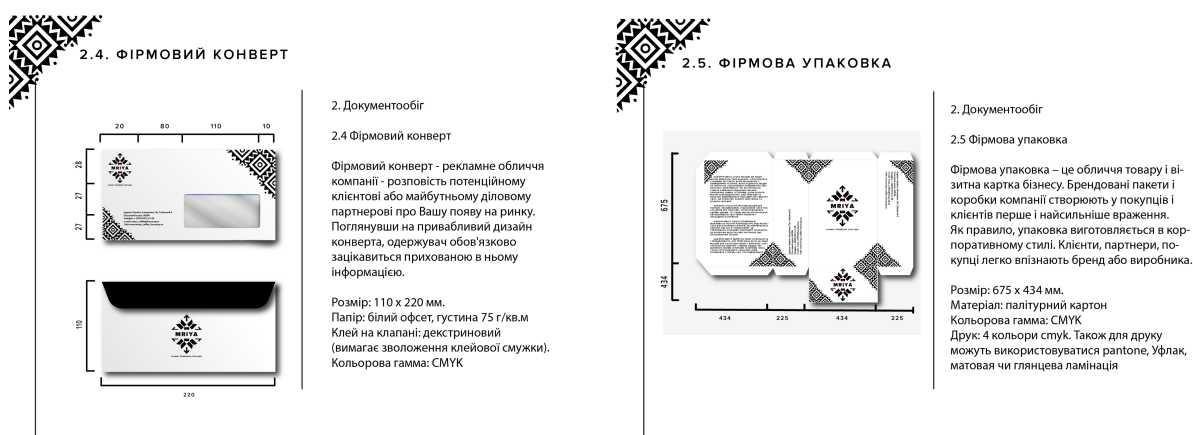 2.4. ФІРМОВИЙ КОНВЕРТ
20 80 110 10
28
27
27
MRIYA
110
MRIYA
220
2. Документообіг
2.4 Фірмовий конверт
Фірмовий конверт - рекламне обличчя
компанії - розповість потенційному
клієнтові або майбутньому діловому
партнерові про Вашу появу на ринку.
Поглянувши на привабливий дизайн
конверта, одержувач обов'язково
зацікавиться прихованою в ньому
інформацією.
Розмір: 110 х 220 мм.
Папір: білий офсет, густина 75 г/кв.м
Клей на клапані: декстриновий
(вимагає зволоження клейової смужки).
Кольорова гамма: CMYK
2.5. ФІРМОВА УПАКОВКА
675
434
MRIYA
MRIYA
434 225 434 225
2. Документообіг
2.5 Фірмова упаковка
Фірмова упаковка – це обличчя товару і ві-
зитна картка бізнесу. Брендовані пакети і
коробки компанії створюють у покупців і
клієнтів перше і найсильніше враження.
Як правило, упаковка виготовляється в кор-
поративному стилі. Клієнти, партнери, по-
купці легко впізнають бренд або виробника.
Розмір: 675 х 434 мм.
Матеріал: палітурний картон
Кольорова гамма: CMYK
Друк: 4 кольори cmyk. Також для друку
можуть використовуватися pantone, Уфлак,
матовая чи глянцева ламінація